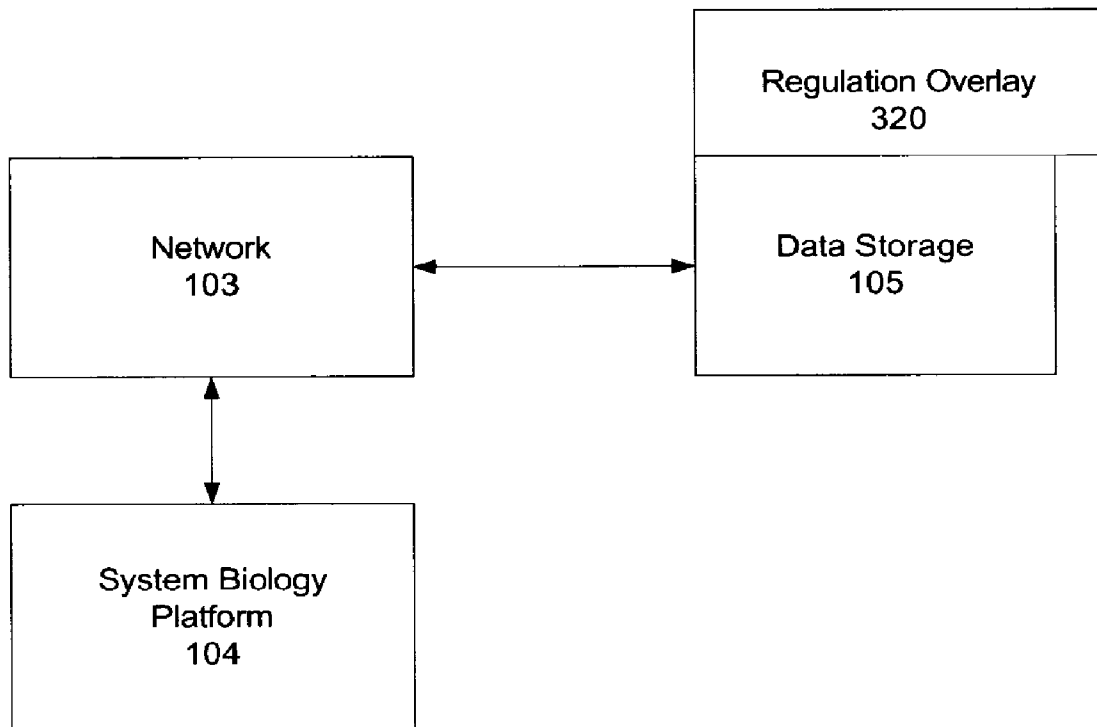 Regulation Overlay
320
Network
103
Data Storage
105
System Biology
Platform
104